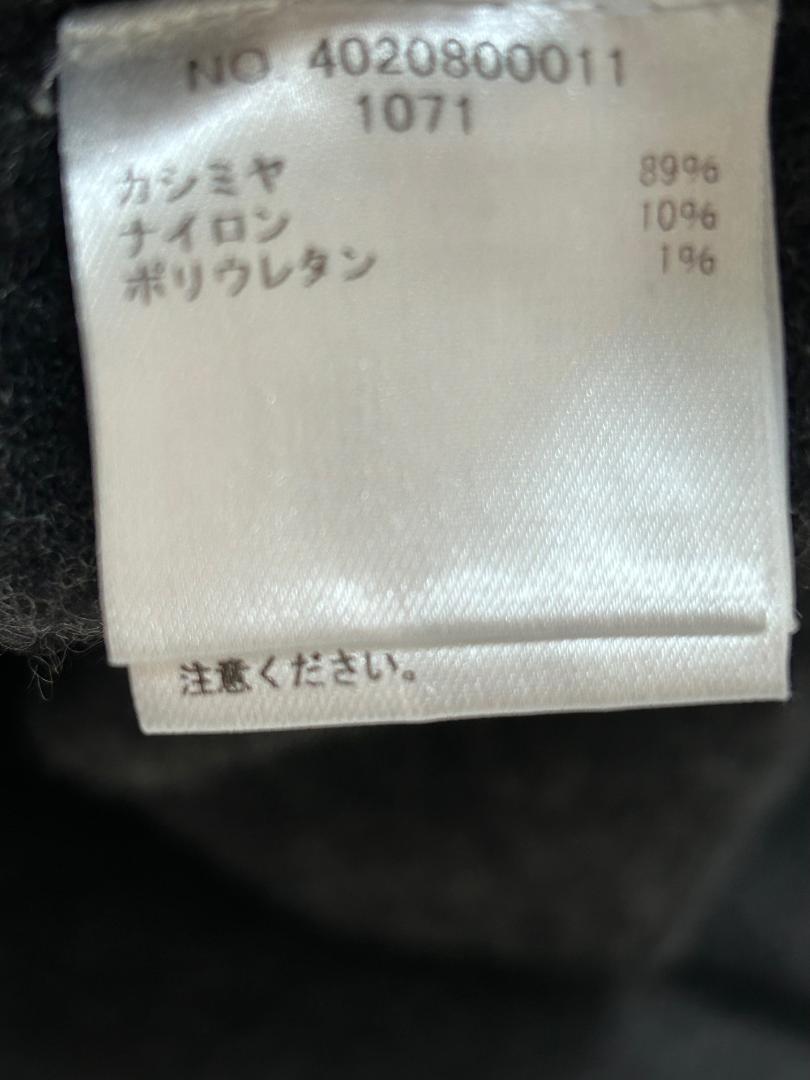 NO. 4020800011
1071
カシミヤ 89%
ナイロン 10%
ポリウレタン 1%
注意ください。